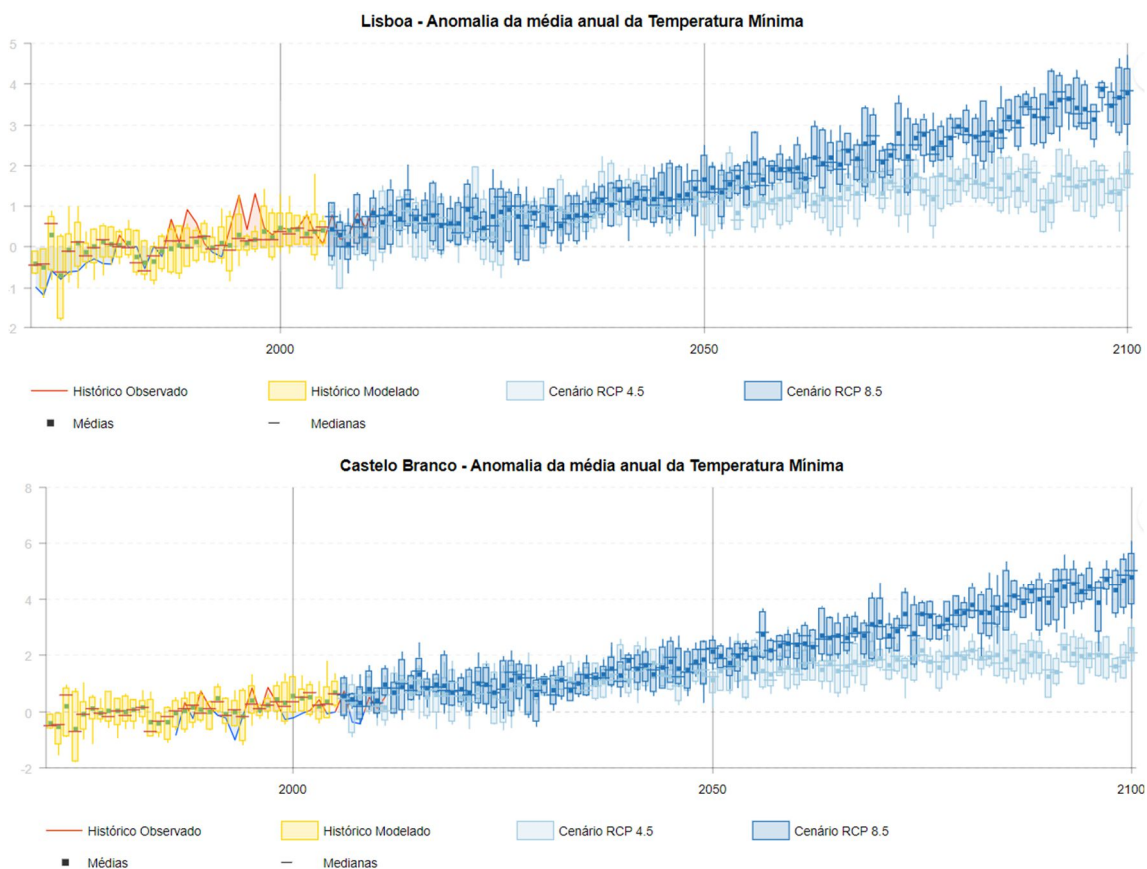 Lisboa - Anomalia da média anual da Temperatura Mínima
5
4
3
2
1
0
1
2
2000 2050 2100
Histórico Observado Histórico Modelado Cenário RCP 4.5 Cenário RCP 8.5
Médias Medianas
Castelo Branco - Anomalia da média anual da Temperatura Mínima
8
6
4
2
0
-2
2000 2050 2100
Histórico Observado Histórico Modelado Cenário RCP 4.5 Cenário RCP 8.5
Médias Medianas